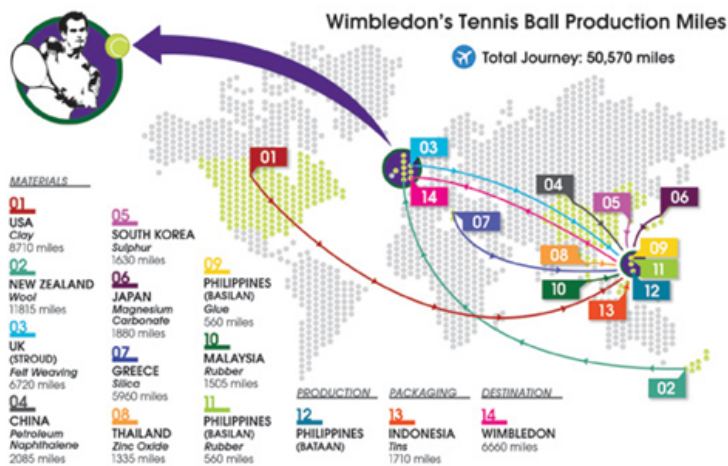 Wimbledon's Tennis Ball Production Miles
Total Journey: 50,570 miles
01
03
14
07
04
05
06
08
10
09
11
12
13
02
MATERIALS
01
USA
Clay
8710 miles
02
NEW ZEALAND
Wool
11815 miles
03
UK
(STROUD)
Felt Weaving
6720 miles
04
CHINA
Petroleum
Naphthalene
2085 miles
05
SOUTH KOREA
Sulphur
1630 miles
06
JAPAN
Magnesium
Carbonate
1880 miles
07
GREECE
Silica
5960 miles
08
THAILAND
Zinc Oxide
1335 miles
09
PHILIPPINES
(BASILAN)
Glue
560 miles
10
MALAYSIA
Rubber
1505 miles
11
PHILIPPINES
(BASILAN)
Rubber
560 miles
PRODUCTION
12
PHILIPPINES
(BATAAN)
PACKAGING
13
INDONESIA
Tins
1710 miles
DESTINATION
14
WIMBLEDON
6660 miles